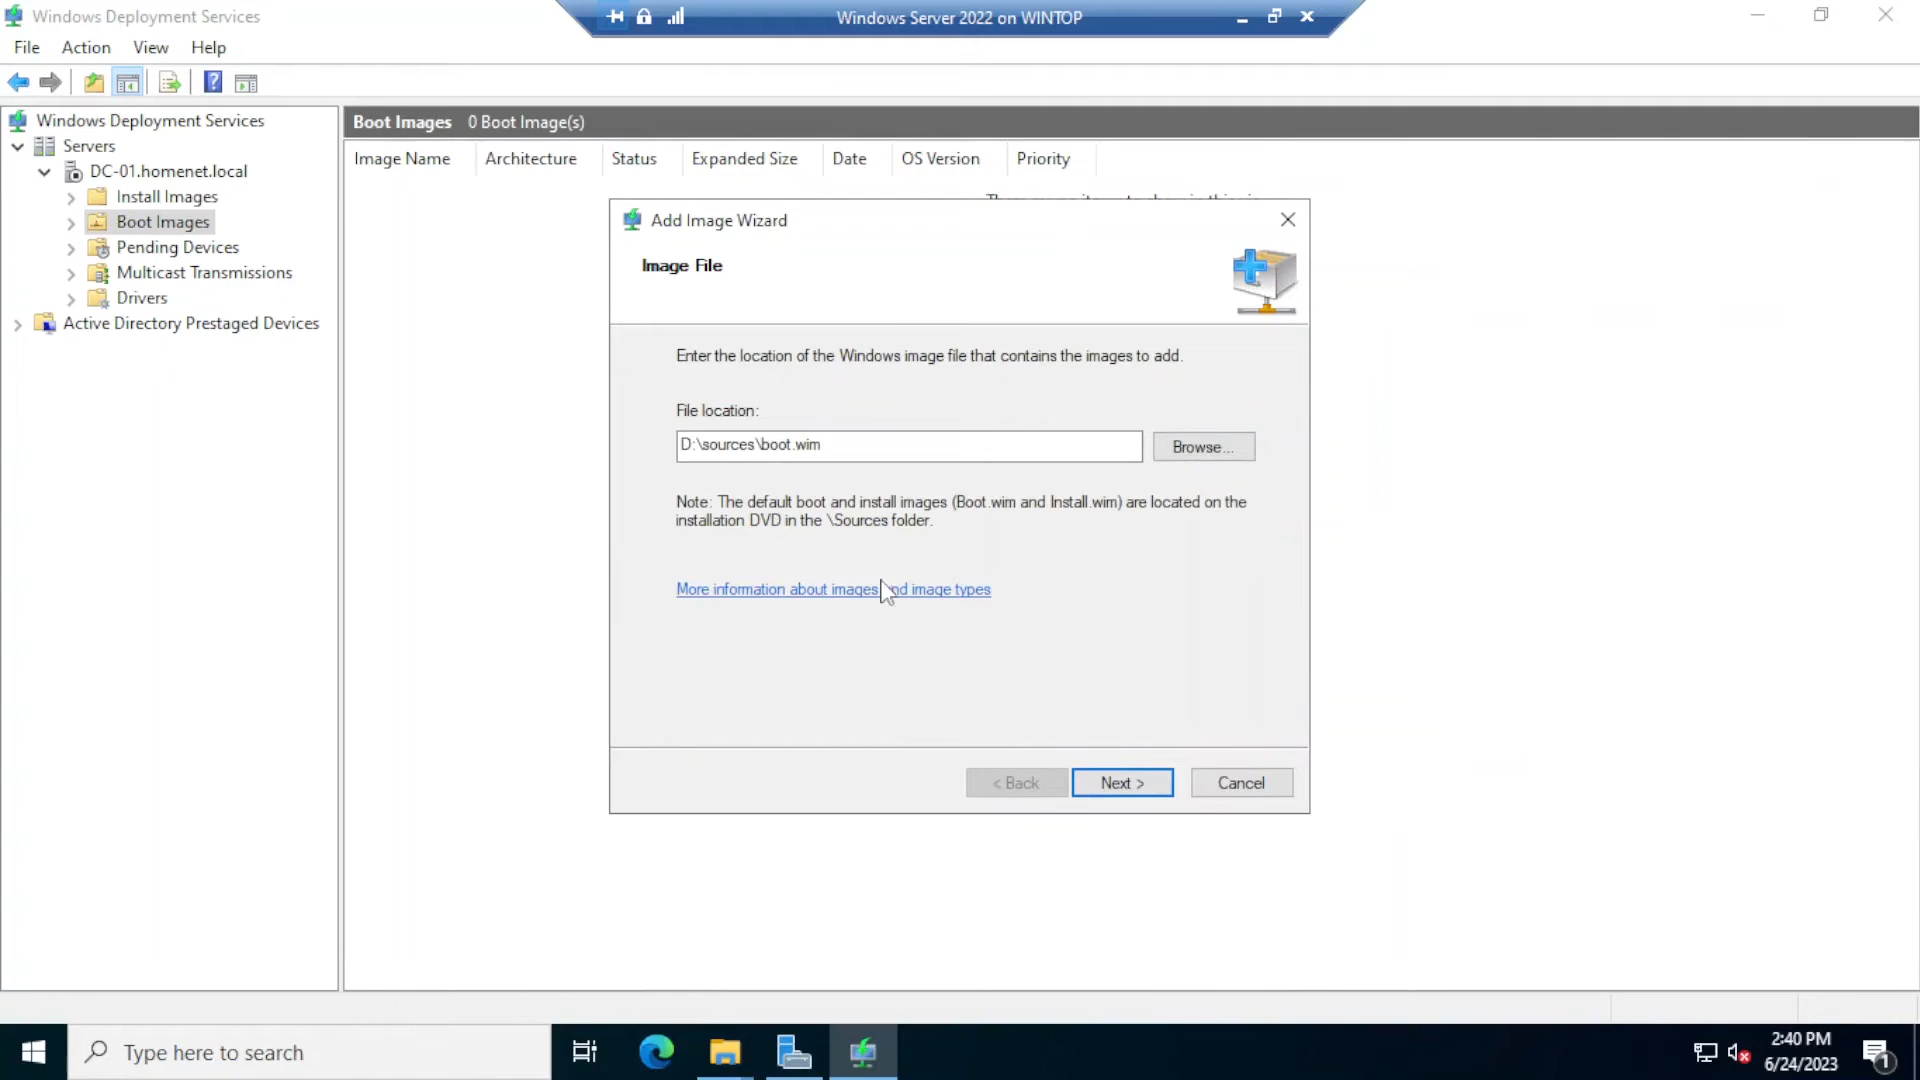 Windows Deployment Services
Windows Server 2022 on WINTOP
File Action View Help
Windows Deployment Services
Servers
DC-01.homenet.local
Install Images
Boot Images
Pending Devices
Multicast Transmissions
Drivers
Active Directory Prestaged Devices
Boot Images 0 Boot Image(s)
Image Name Architecture Status Expanded Size Date OS Version Priority
Add Image Wizard
Image File
Enter the location of the Windows image file that contains the images to add.
File location:
D:\sources\boot.wim
Browse...
Note: The default boot and install images (Boot.wim and Install.wim) are located on the
installation DVD in the \Sources folder.
More information about images and image types
< Back Next > Cancel
Type here to search
2:40 PM
6/24/2023
1